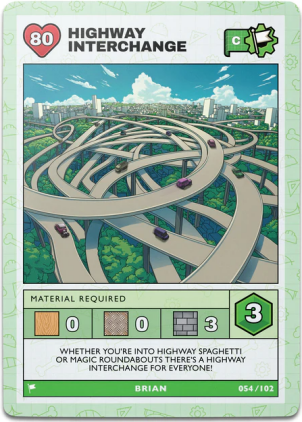 80
HIGHWAY
INTERCHANGE
C
MATERIAL REQUIRED
0 0 3 3
WHETHER YOU'RE INTO HIGHWAY SPAGHETTI
OR MAGIC ROUNDABOUTS THERE'S A HIGHWAY
INTERCHANGE FOR EVERYONE!
BRIAN 054/102